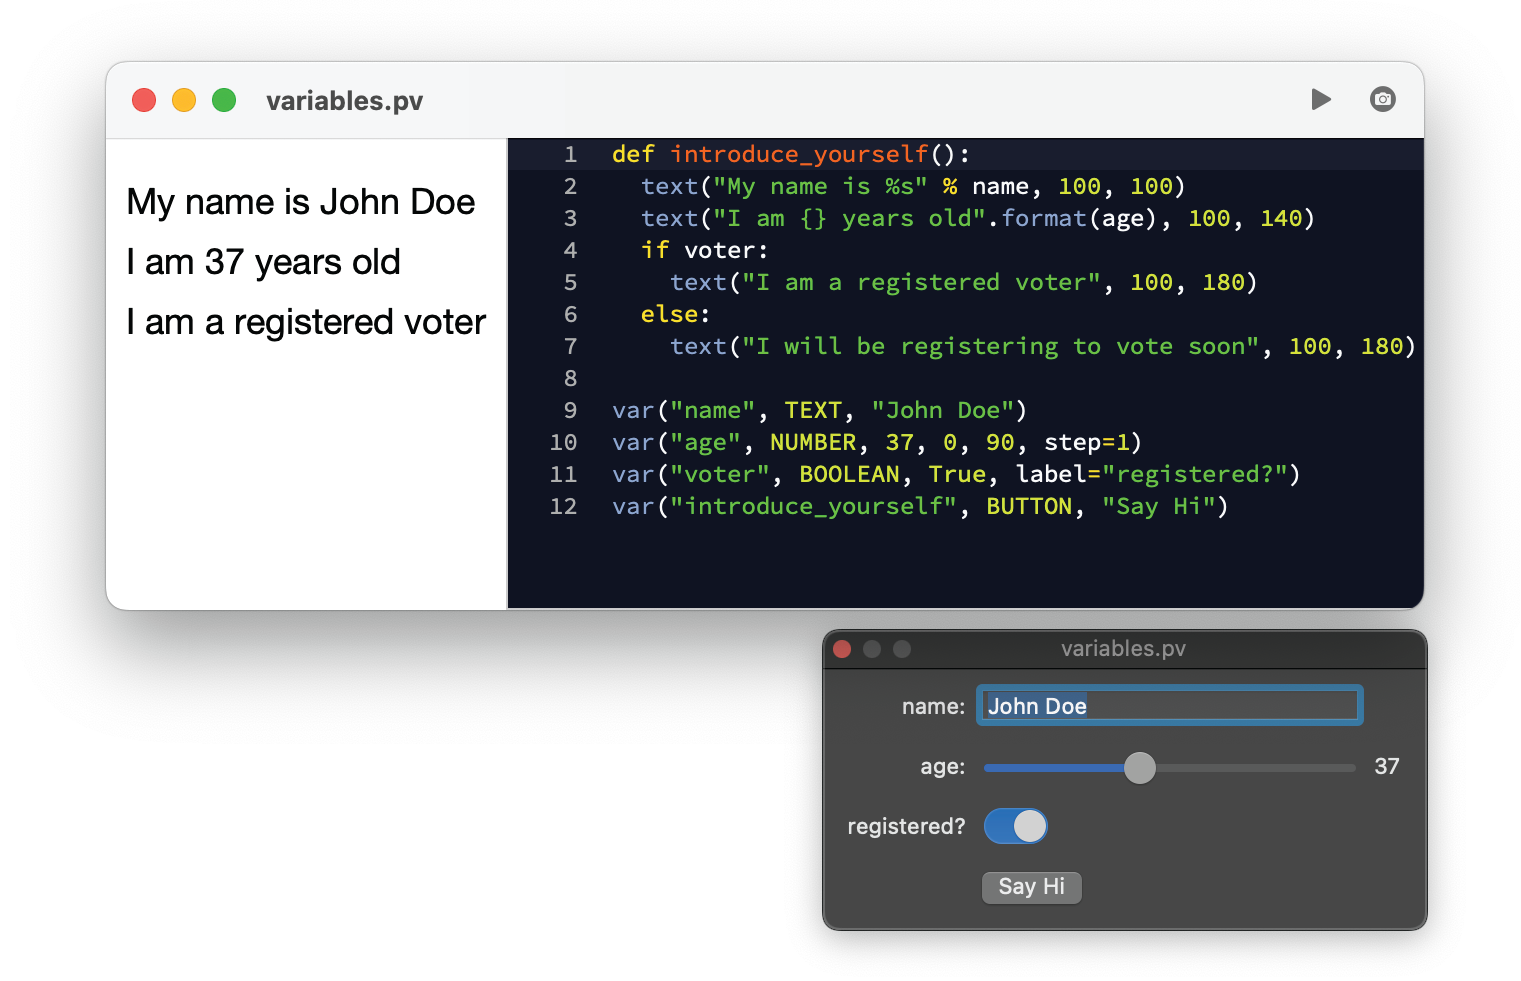 variables.pv
My name is John Doe
I am 37 years old
I am a registered voter
1 def introduce_yourself():
2   text("My name is %s" % name, 100, 100)
3   text("I am {} years old".format(age), 100, 140)
4   if voter:
5     text("I am a registered voter", 100, 180)
6   else:
7     text("I will be registering to vote soon", 100, 180)
8
9 var("name", TEXT, "John Doe")
10 var("age", NUMBER, 37, 0, 90, step=1)
11 var("voter", BOOLEAN, True, label="registered?")
12 var("introduce_yourself", BUTTON, "Say Hi")
variables.pv
name: John Doe
age: 37
registered?
Say Hi